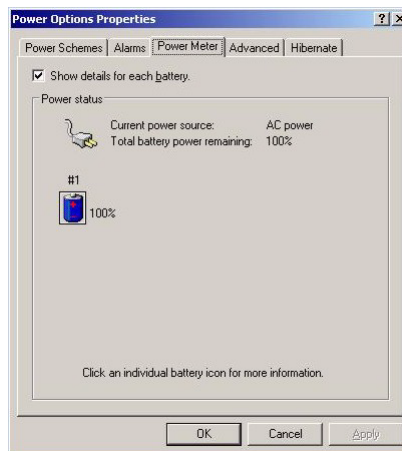 Power Options Properties
Power Schemes Alarms Power Meter Advanced Hibernate
Show details for each battery.
Power status
Current power source: AC power
Total battery power remaining: 100%
#1
100%
Click an individual battery icon for more information.
OK Cancel Apply